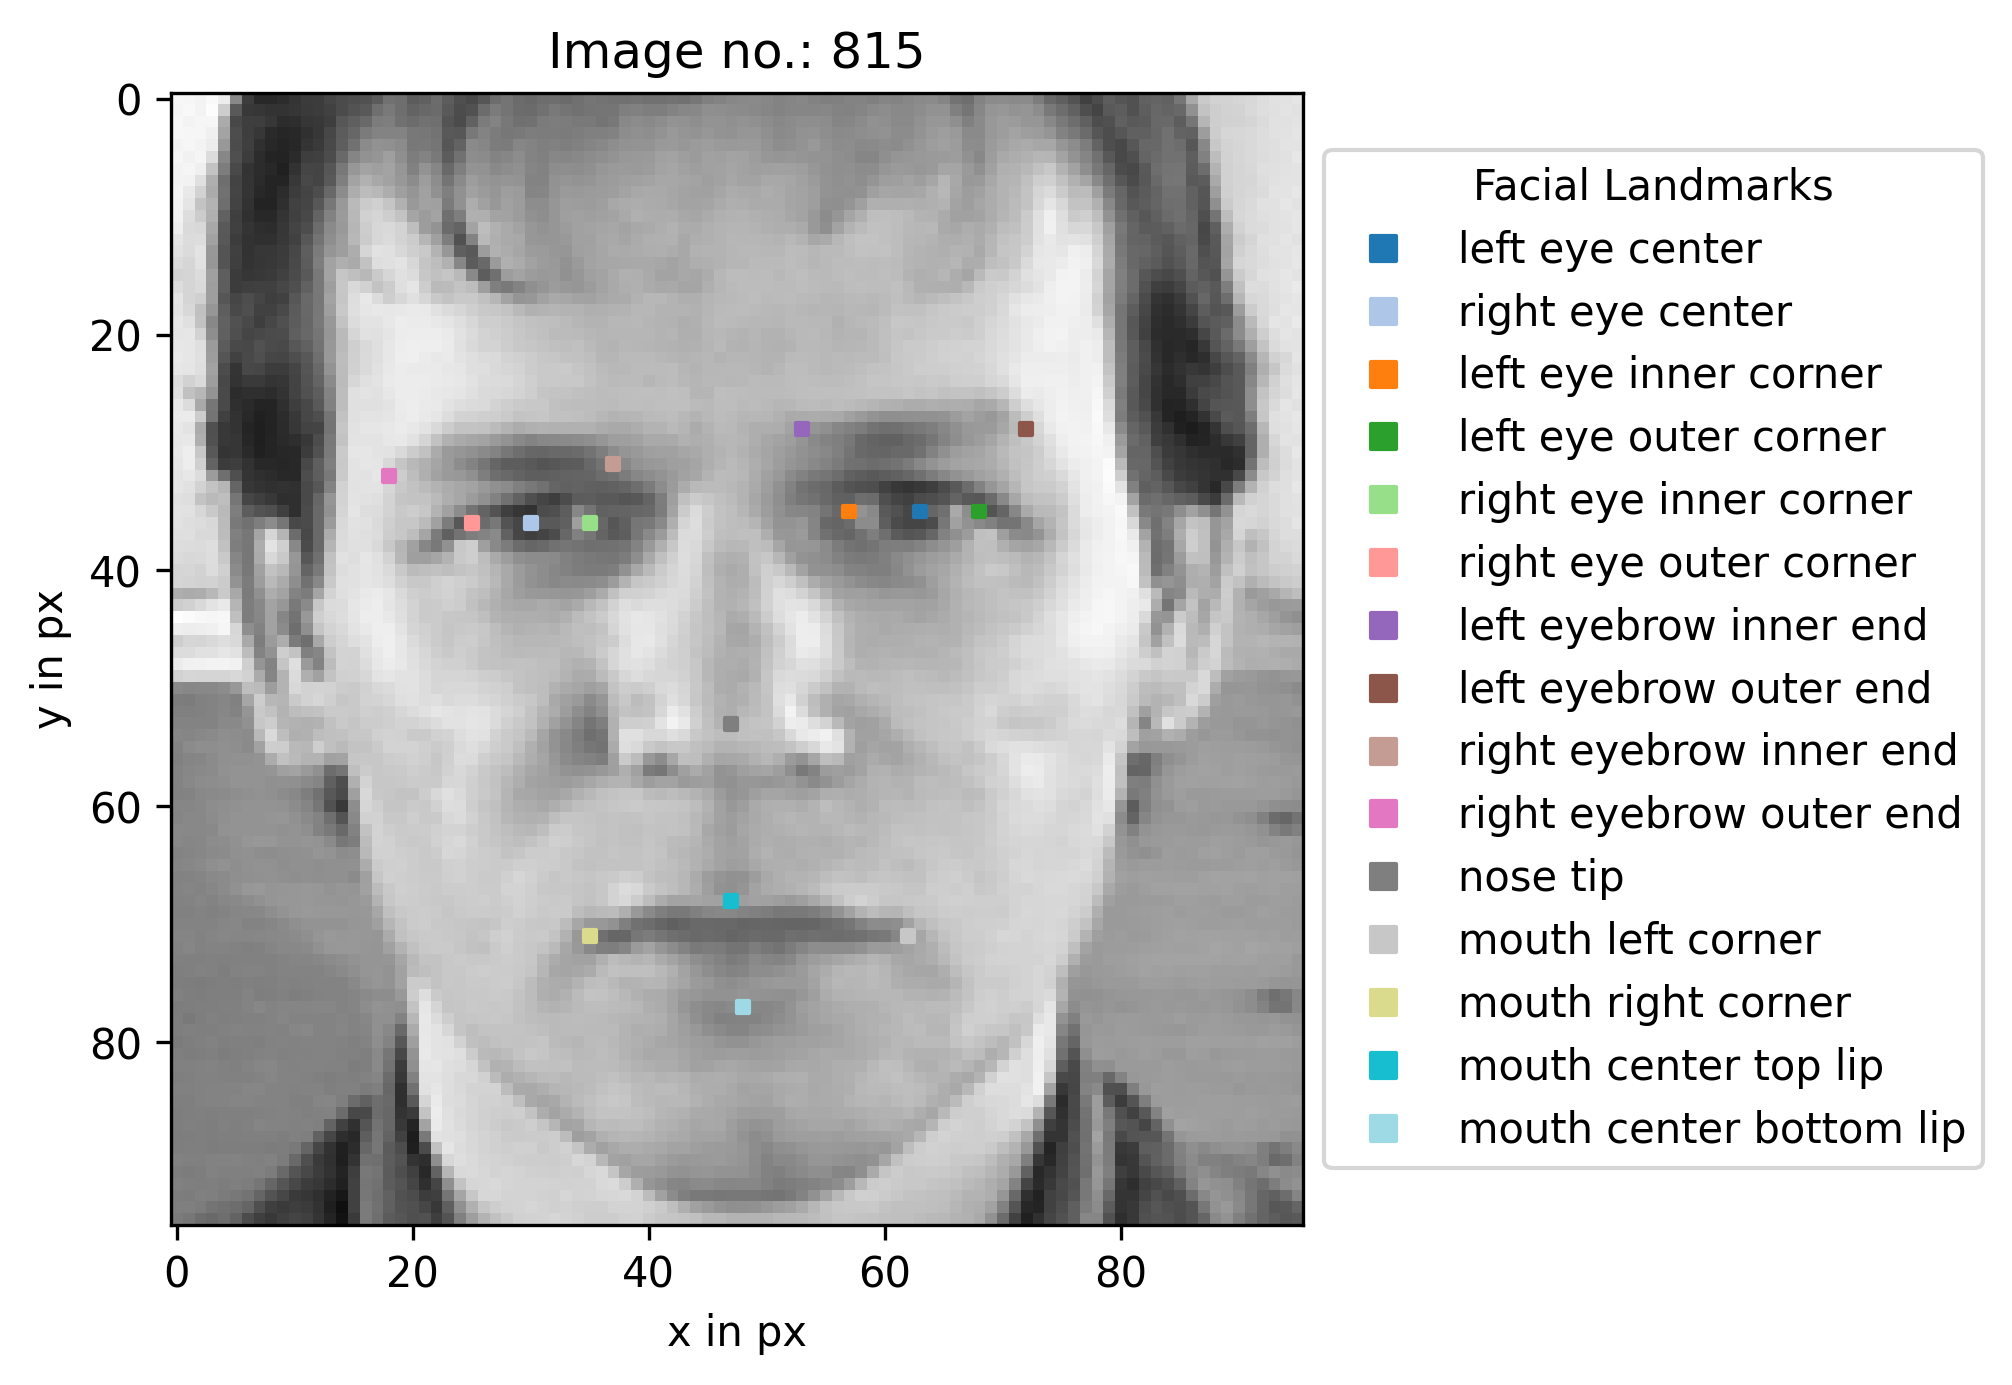 Image no.: 815
0
20
40
60
80
y in px
0 20 40 60 80
x in px
Facial Landmarks
left eye center
right eye center
left eye inner corner
left eye outer corner
right eye inner corner
right eye outer corner
left eyebrow inner end
left eyebrow outer end
right eyebrow inner end
right eyebrow outer end
nose tip
mouth left corner
mouth right corner
mouth center top lip
mouth center bottom lip